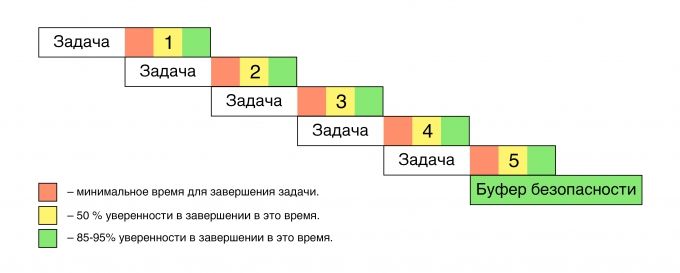 Задача 1
Задача 2
Задача 3
Задача 4
Задача 5
Буфер безопасности
– минимальное время для завершения задачи.
– 50 % уверенности в завершении в это время.
– 85-95% уверенности в завершении в это время.